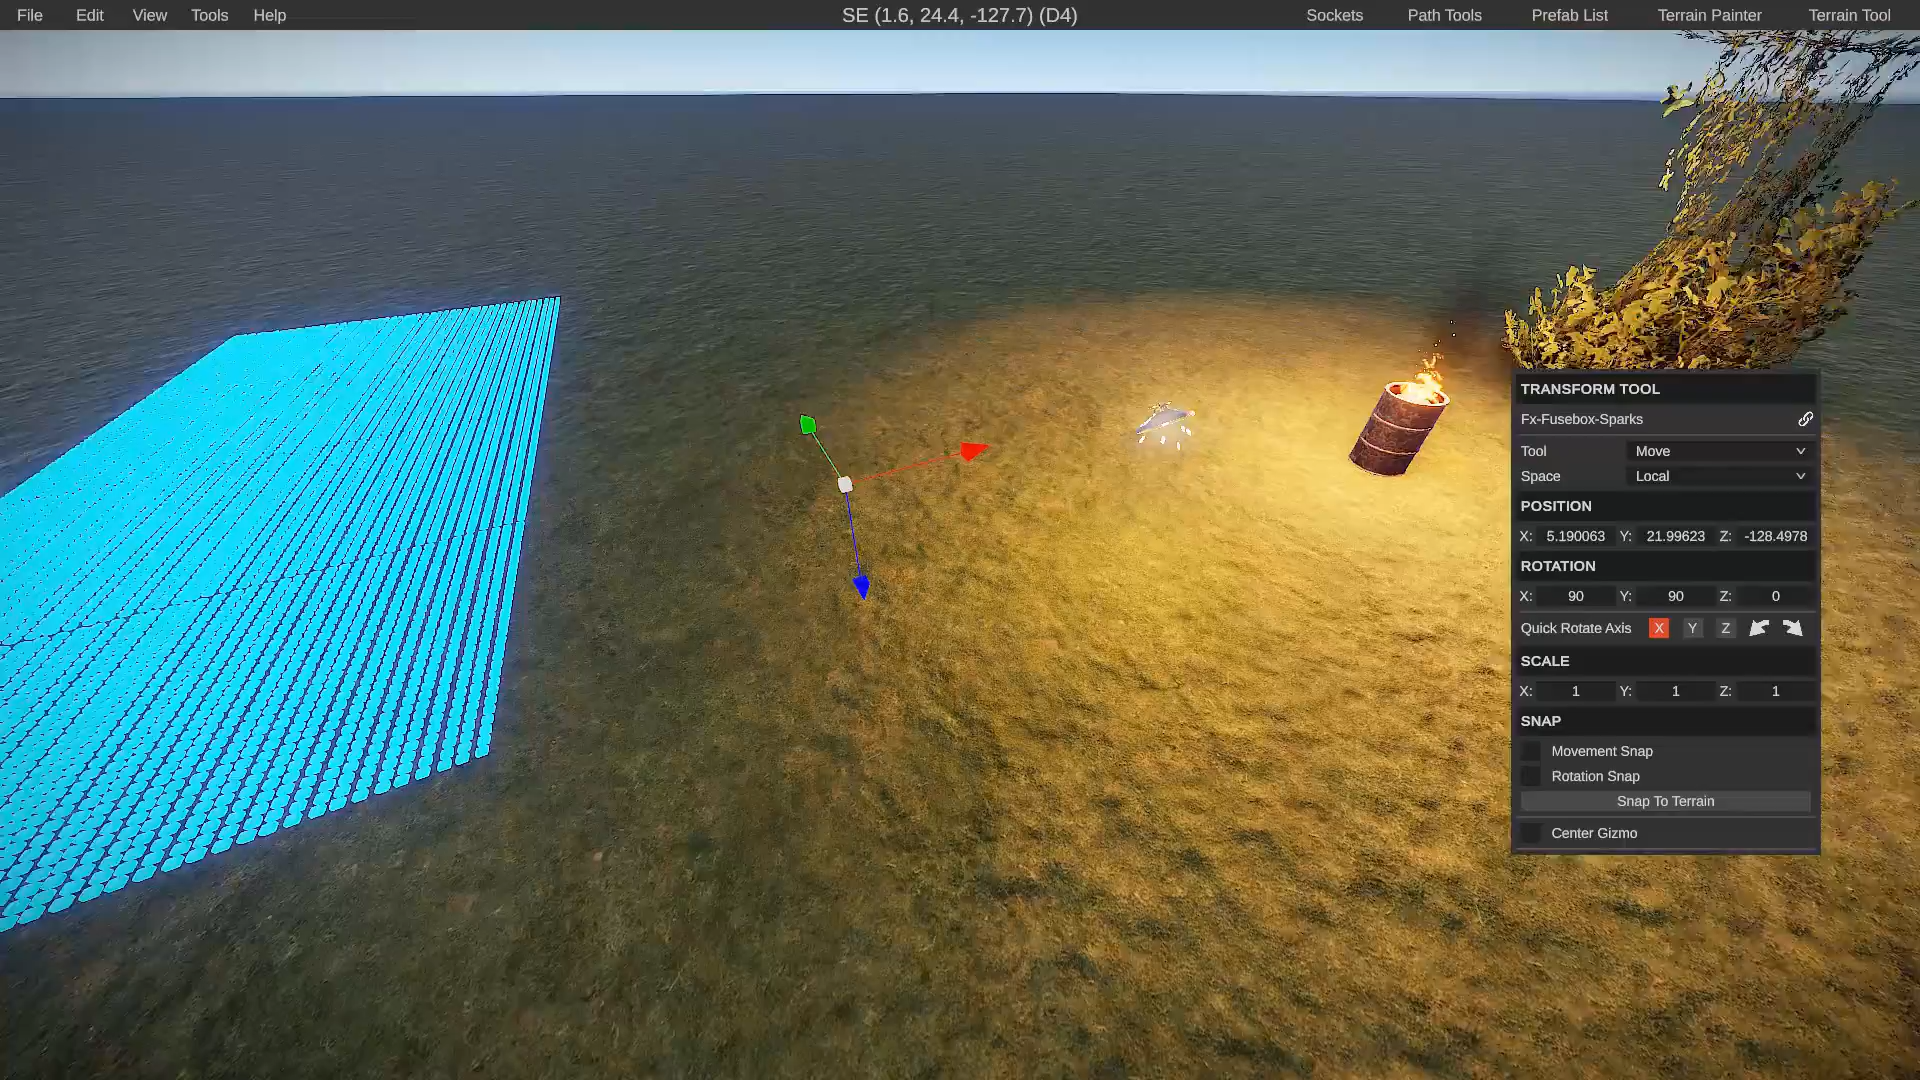 File Edit View Tools Help SE (1.6, 24.4, -127.7) (D4) Sockets Path Tools Prefab List Terrain Painter Terrain Tool
TRANSFORM TOOL
Fx-Fusebox-Sparks
Tool Move
Space Local
POSITION
X: 5.190063 Y: 21.99623 Z: -128.4978
ROTATION
X: 90 Y: 90 Z: 0
Quick Rotate Axis X Y Z
SCALE
X: 1 Y: 1 Z: 1
SNAP
Movement Snap
Rotation Snap
Snap To Terrain
Center Gizmo